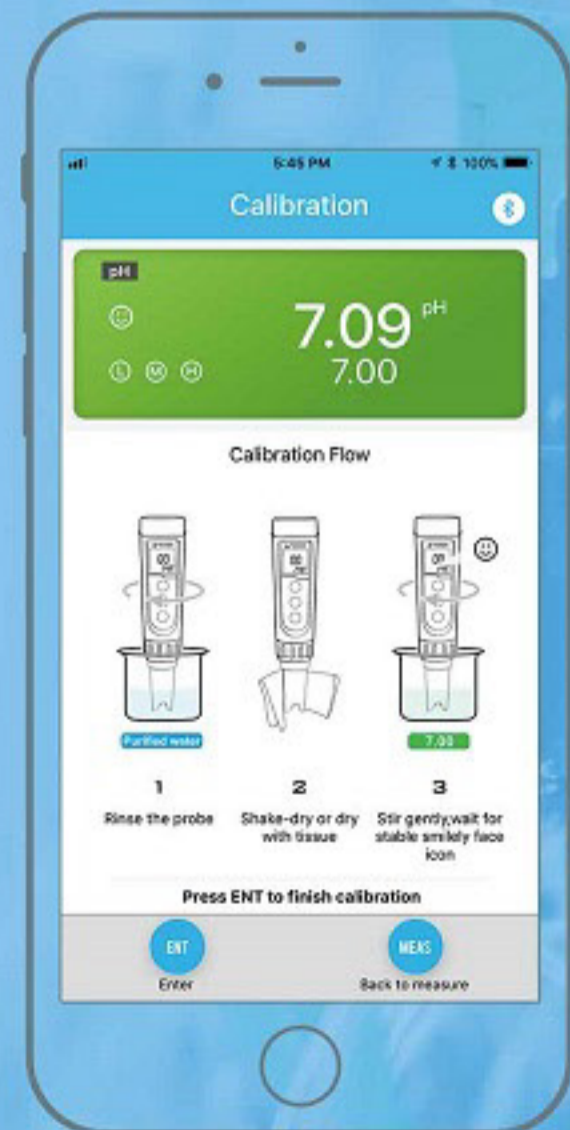 5:45 PM
100%
Calibration
pH
7.09 pH
L M H
7.00
Calibration Flow
Purified water
7.00
1
2
3
Rinse the probe
Shake-dry or dry
with tissue
Stir gently,wait for
stable smilely face
icon
Press ENT to finish calibration
ENT
MEAS
Enter
Back to measure